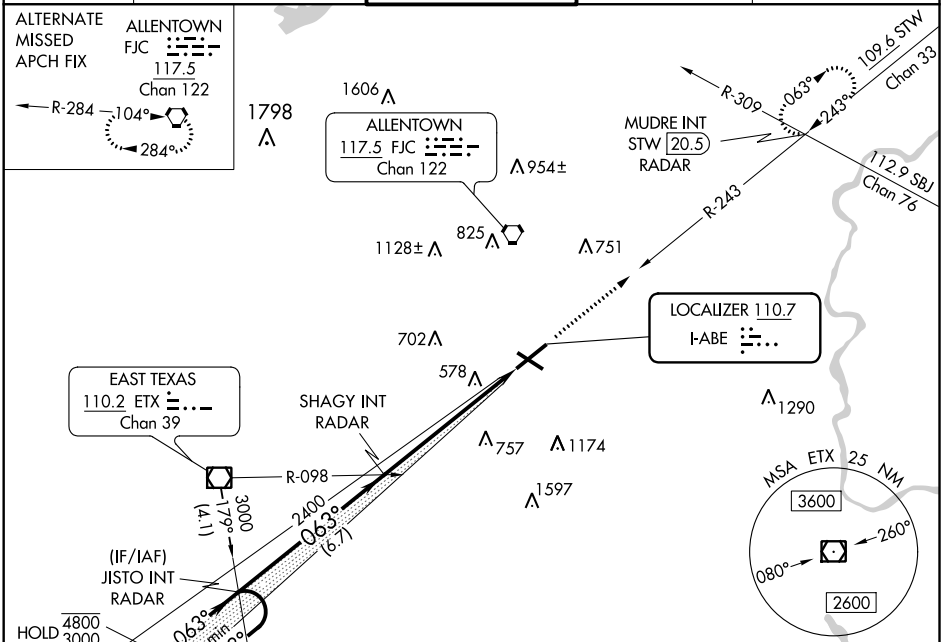 ALTERNATE
MISSED
APCH FIX
ALLENTOWN
FJC
117.5
Chan 122
R-284
104°
284°
1798
1606
ALLENTOWN
117.5 FJC
Chan 122
954±
825
1128±
751
702
578
757
1174
1597
1290
MUDRE INT
STW 20.5
RADAR
R-309
063°
243°
109.6 STW
Chan 33
112.9 SBJ
Chan 76
R-243
LOCALIZER 110.7
I-ABE
EAST TEXAS
110.2 ETX
Chan 39
SHAGY INT
RADAR
R-098
3000
179°
(4.1)
2400
063°
(6.7)
(IF/IAF)
JISTO INT
RADAR
HOLD 4800
3000
063°
min
MSA ETX 25 NM
3600
260°
080°
2600